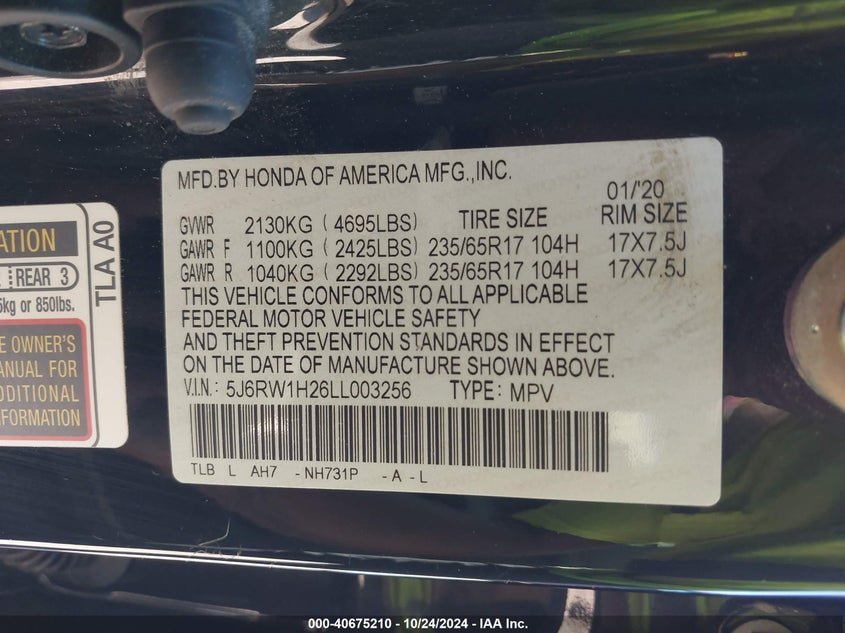 MFD.BY HONDA OF AMERICA MFG.,INC.
01/'20
GVWR 2130KG ( 4695LBS) TIRE SIZE RIM SIZE
GAWR F 1100KG ( 2425LBS) 235/65R17 104H 17X7.5J
GAWR R 1040KG ( 2292LBS) 235/65R17 104H 17X7.5J
THIS VEHICLE CONFORMS TO ALL APPLICABLE
FEDERAL MOTOR VEHICLE SAFETY
AND THEFT PREVENTION STANDARDS IN EFFECT
ON THE DATE OF MANUFACTURE SHOWN ABOVE.
V.I.N: 5J6RW1H26LL003256 TYPE: MPV
TLB L AH7 -NH731P -A -L
ATION
REAR 3
5kg or 850lbs.
E OWNER'S
MANUAL FOR
ADDITIONAL
INFORMATION
TLA A0
000-40675210 - 10/24/2024 - IAA Inc.